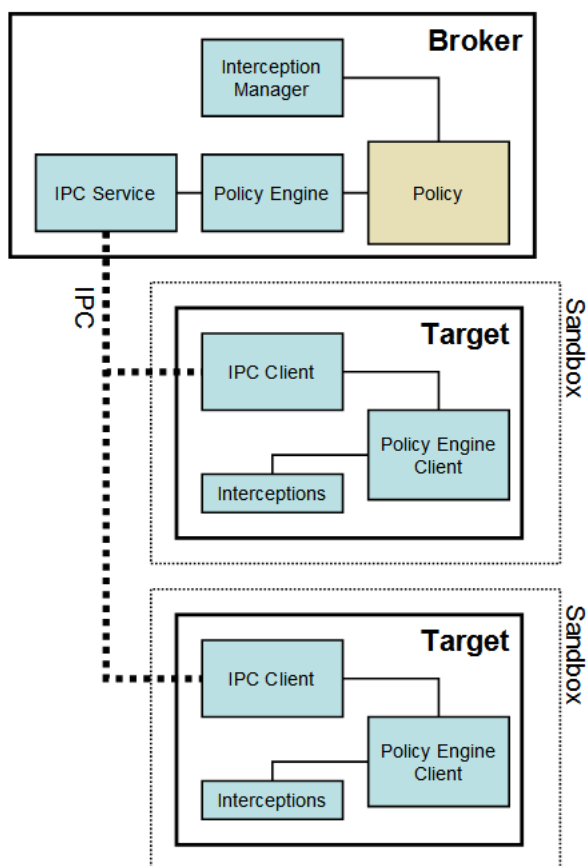 Broker
Interception
Manager
IPC Service
Policy Engine
Policy
IPC
Sandbox
Target
IPC Client
Policy Engine
Client
Interceptions
Sandbox
Target
IPC Client
Policy Engine
Client
Interceptions